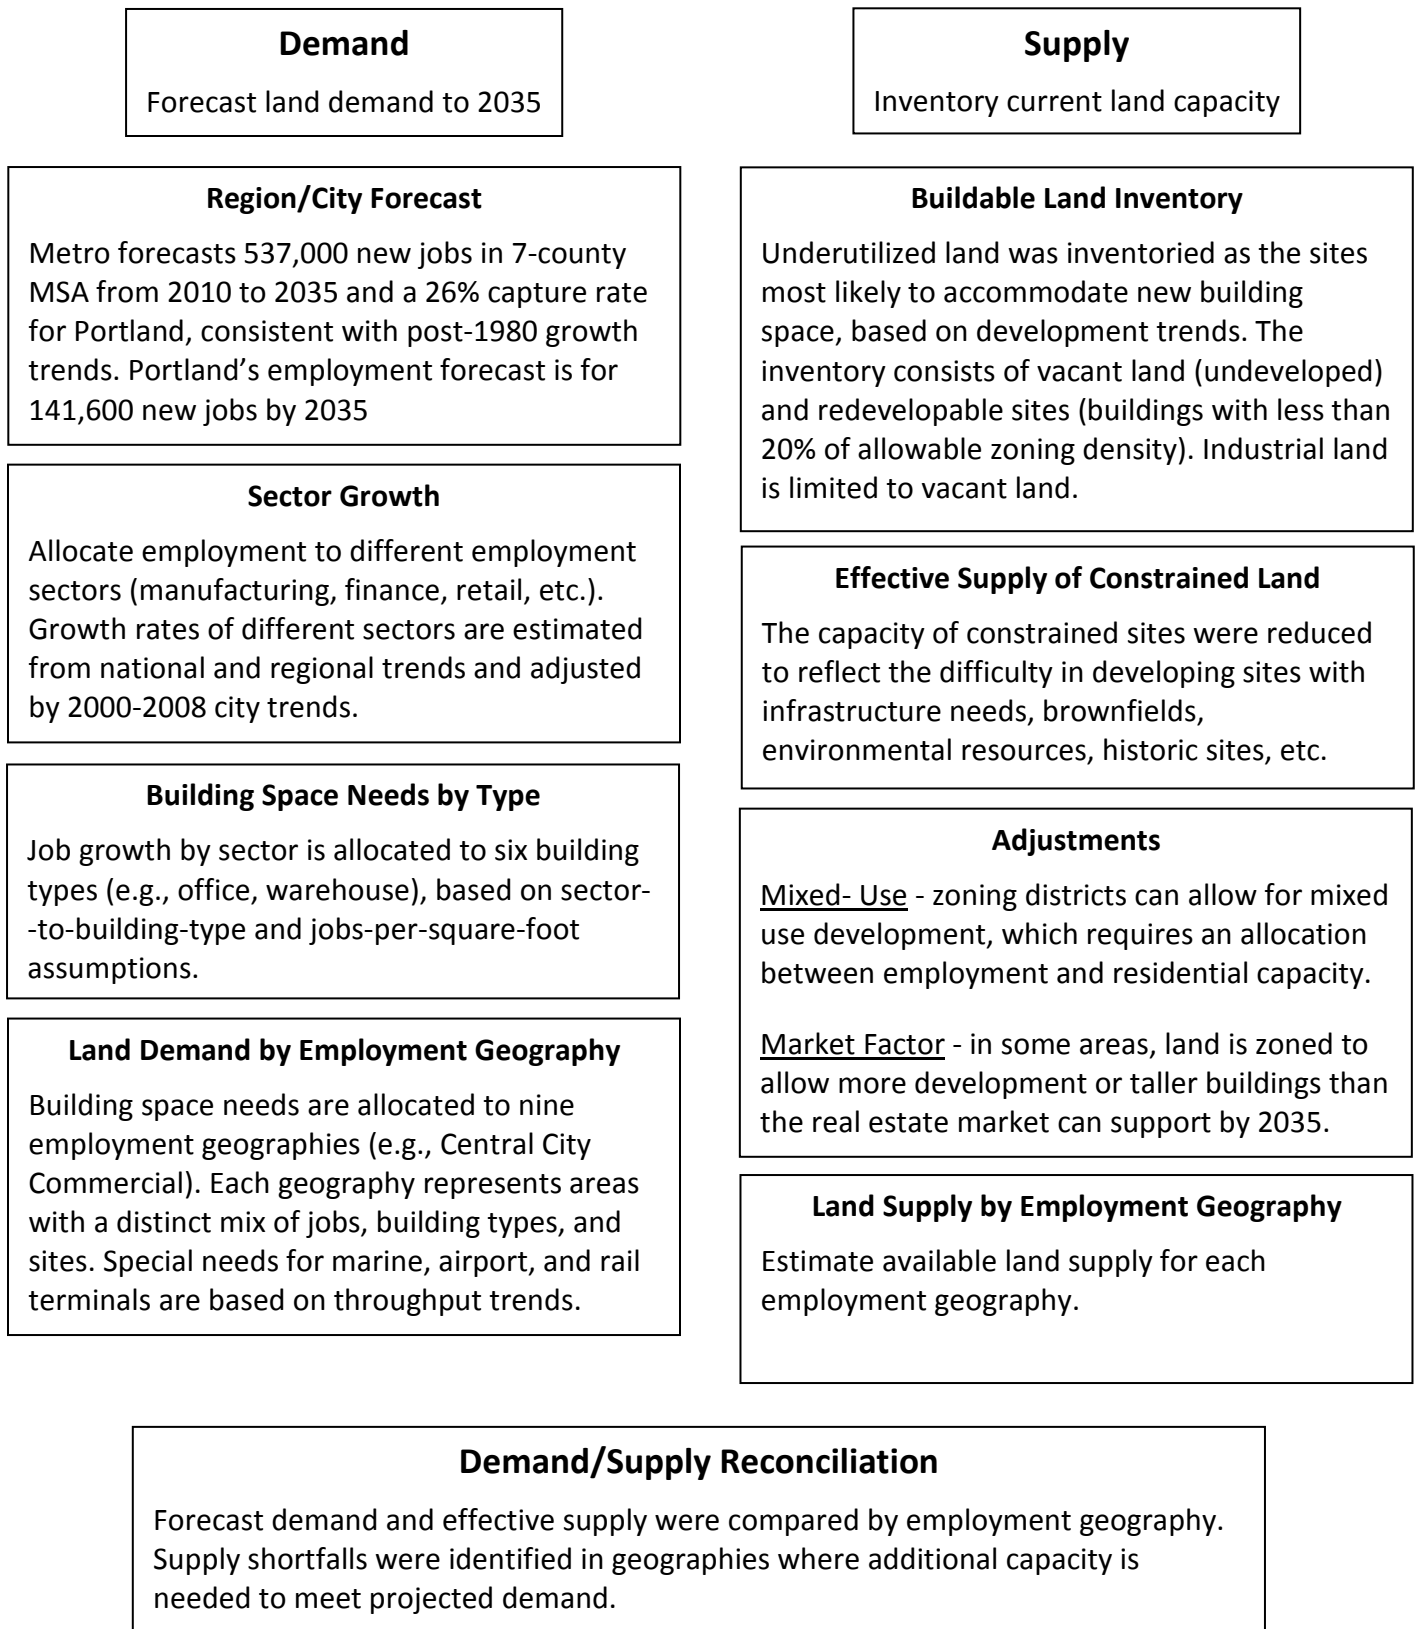 Demand
Forecast land demand to 2035
Supply
Inventory current land capacity
Region/City Forecast
Metro forecasts 537,000 new jobs in 7-county
MSA from 2010 to 2035 and a 26% capture rate
for Portland, consistent with post-1980 growth
trends. Portland’s employment forecast is for
141,600 new jobs by 2035
Sector Growth
Allocate employment to different employment
sectors (manufacturing, finance, retail, etc.).
Growth rates of different sectors are estimated
from national and regional trends and adjusted
by 2000-2008 city trends.
Building Space Needs by Type
Job growth by sector is allocated to six building
types (e.g., office, warehouse), based on sector-
-to-building-type and jobs-per-square-foot
assumptions.
Land Demand by Employment Geography
Building space needs are allocated to nine
employment geographies (e.g., Central City
Commercial). Each geography represents areas
with a distinct mix of jobs, building types, and
sites. Special needs for marine, airport, and rail
terminals are based on throughput trends.
Buildable Land Inventory
Underutilized land was inventoried as the sites
most likely to accommodate new building
space, based on development trends. The
inventory consists of vacant land (undeveloped)
and redevelopable sites (buildings with less than
20% of allowable zoning density). Industrial land
is limited to vacant land.
Effective Supply of Constrained Land
The capacity of constrained sites were reduced
to reflect the difficulty in developing sites with
infrastructure needs, brownfields,
environmental resources, historic sites, etc.
Adjustments
Mixed- Use - zoning districts can allow for mixed
use development, which requires an allocation
between employment and residential capacity.
Market Factor - in some areas, land is zoned to
allow more development or taller buildings than
the real estate market can support by 2035.
Land Supply by Employment Geography
Estimate available land supply for each
employment geography.
Demand/Supply Reconciliation
Forecast demand and effective supply were compared by employment geography.
Supply shortfalls were identified in geographies where additional capacity is
needed to meet projected demand.